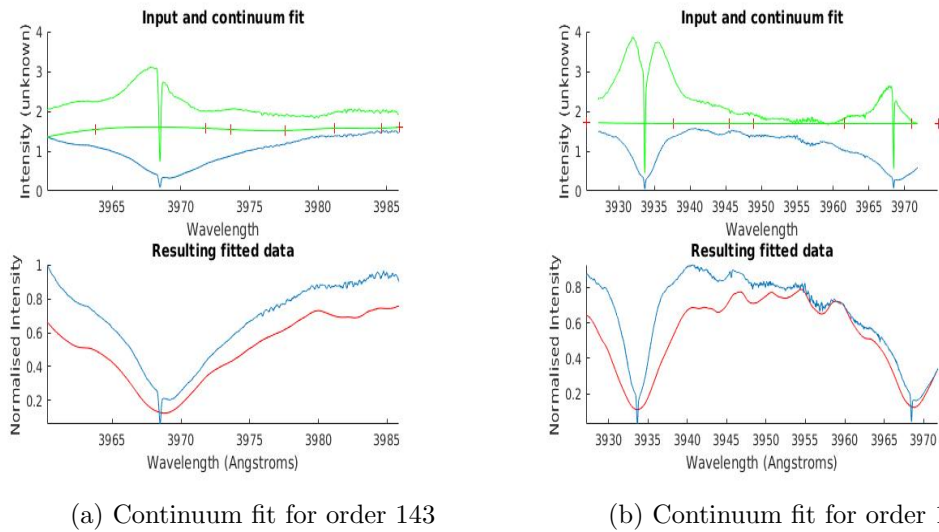 Input and continuum fit
Intensity (unknown)
4
3
2
1
0
3965 3970 3975 3980 3985
Wavelength
Resulting fitted data
Normalised Intensity
1
0.8
0.6
0.4
0.2
3965 3970 3975 3980 3985
Wavelength (Angstroms)
(a) Continuum fit for order 143
Input and continuum fit
Intensity (unknown)
4
3
2
1
0
3930 3935 3940 3945 3950 3955 3960 3965 3970
Wavelength
Resulting fitted data
Normalised Intensity
0.8
0.6
0.4
0.2
3930 3935 3940 3945 3950 3955 3960 3965 3970
Wavelength (Angstroms)
(b) Continuum fit for order 1